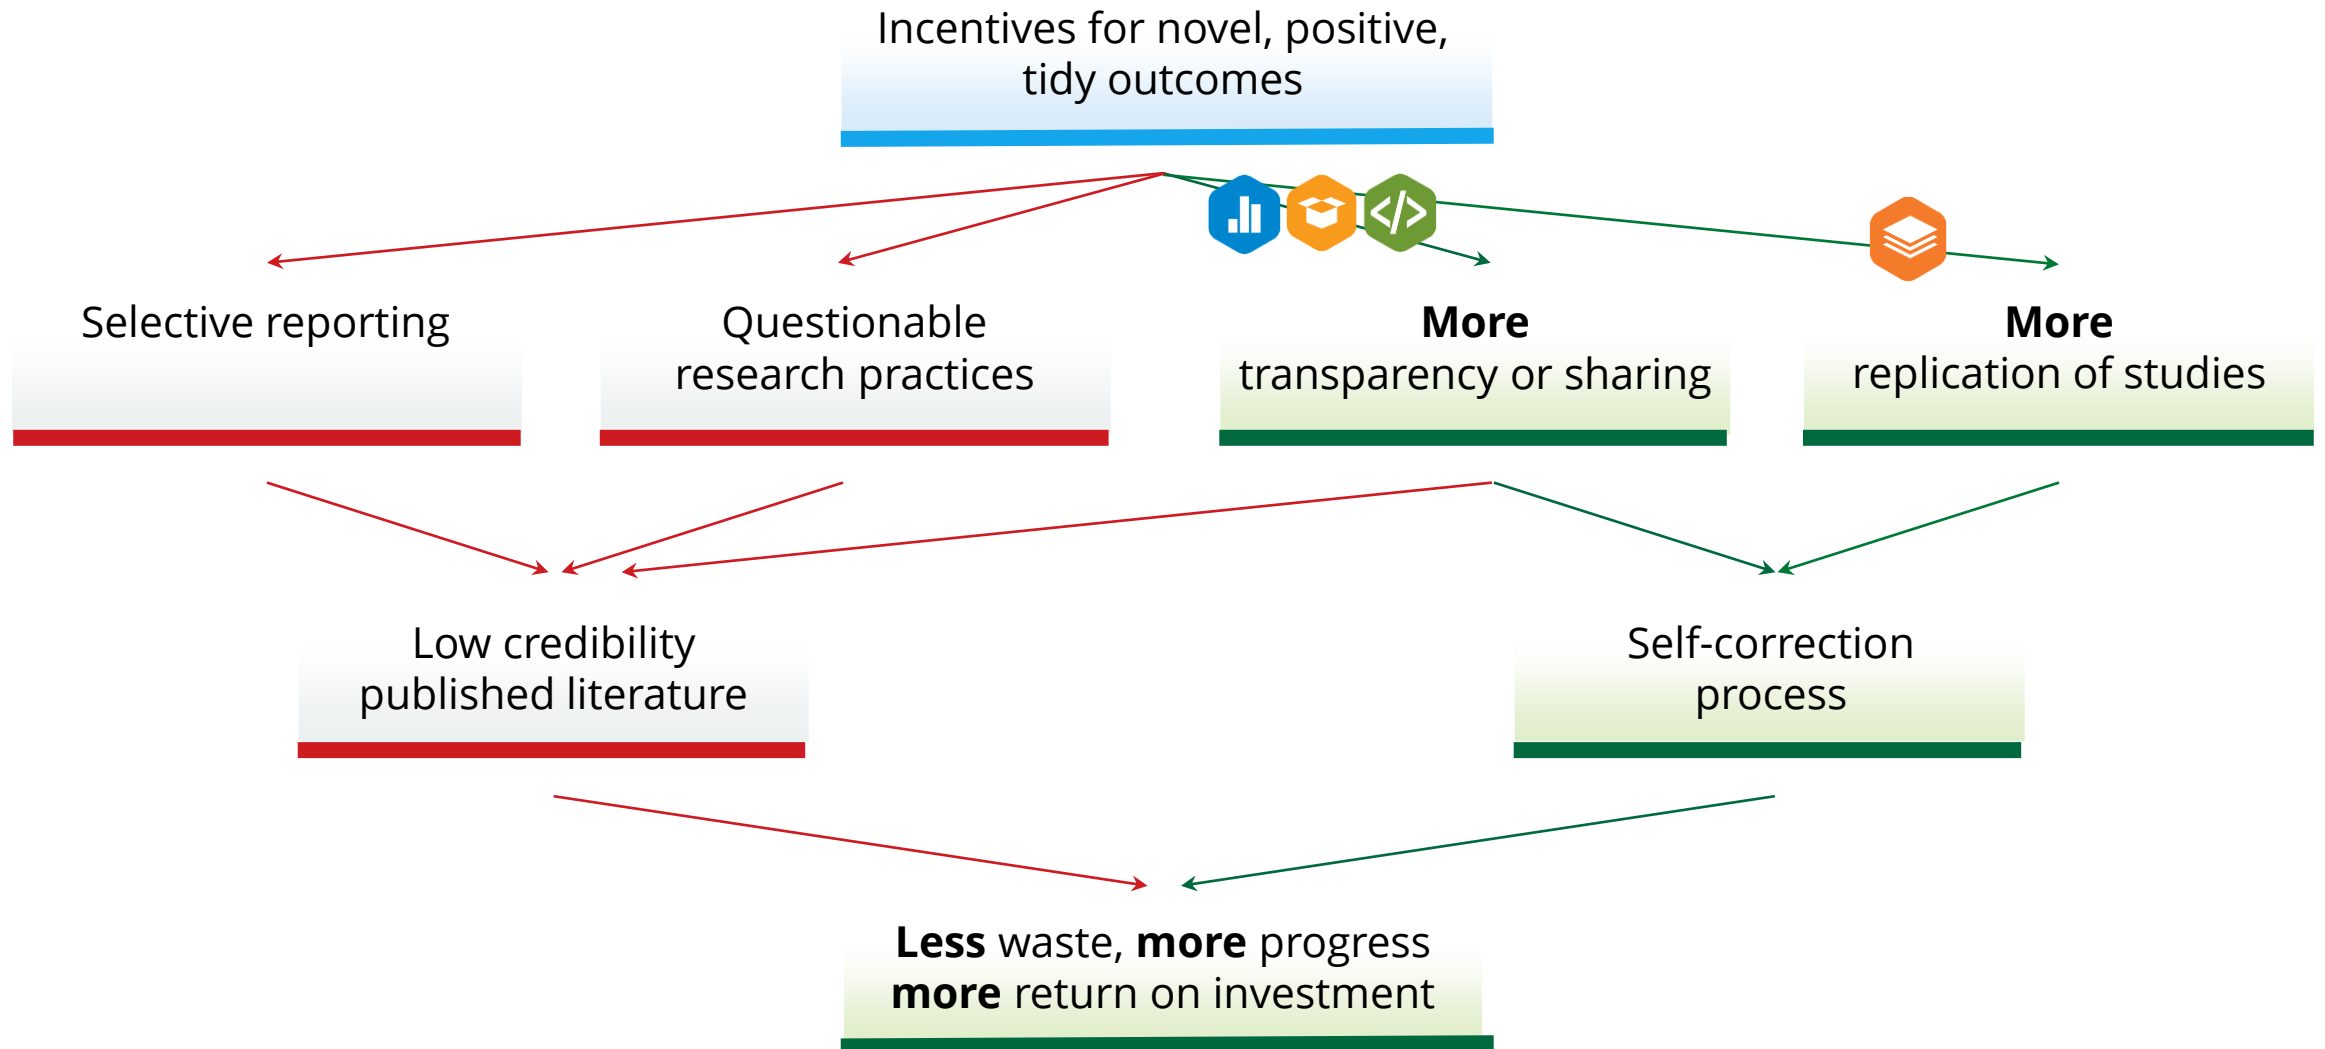 Incentives for novel, positive,
tidy outcomes
Selective reporting
Questionable
research practices
More
transparency or sharing
More
replication of studies
Low credibility
published literature
Self-correction
process
Less waste, more progress
more return on investment